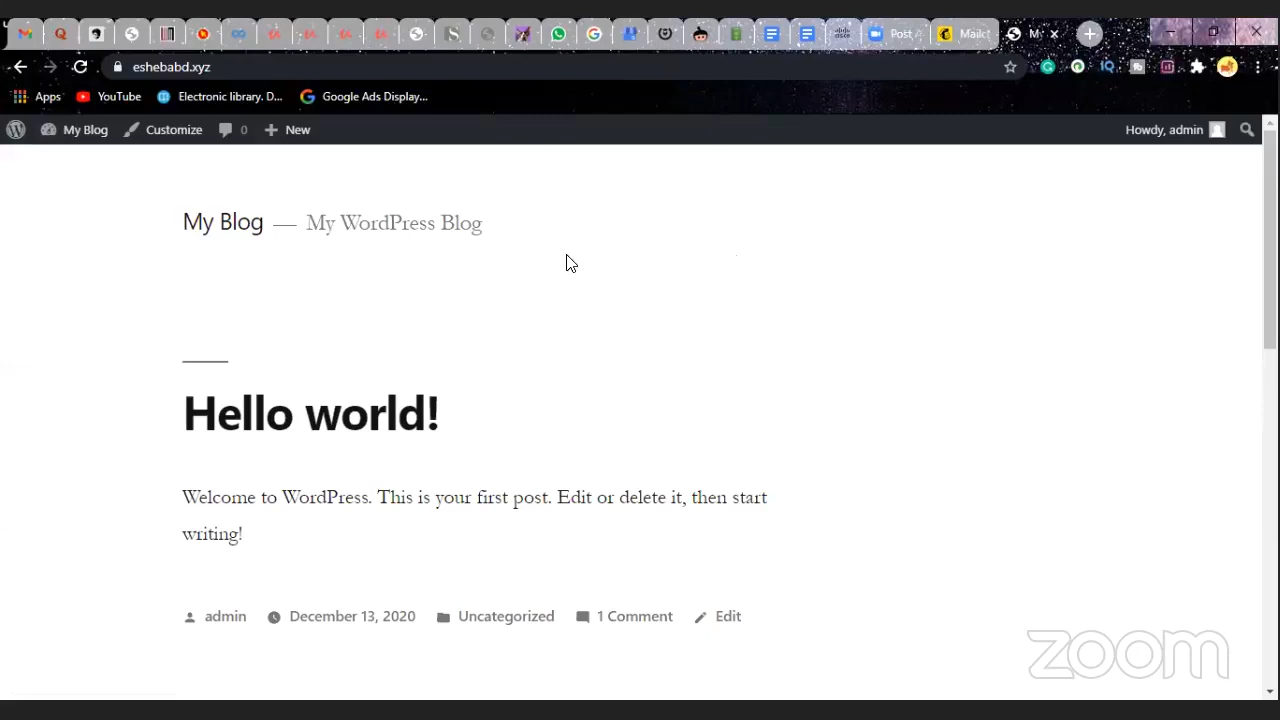 Post
Mailc
M
eshebabd.xyz
Apps
YouTube
Electronic library. D...
Google Ads Display...
My Blog
Customize
0
New
Howdy, admin
My Blog — My WordPress Blog
Hello world!
Welcome to WordPress. This is your first post. Edit or delete it, then start
writing!
admin
December 13, 2020
Uncategorized
1 Comment
Edit
zoom